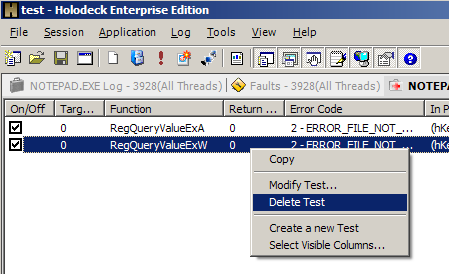 test - Holodeck Enterprise Edition
File Session Application Log Tools View Help
NOTEPAD.EXE Log - 3928(All Threads) Faults - 3928(All Threads) NOTEP
On/Off Targ... Function Return ... Error Code In P
0 RegQueryValueExA 0 2 - ERROR_FILE_NOT_... (hKe
0 RegQueryValueExW 0 2 - ERROR_FILE_NOT_... (hKe
Copy
Modify Test...
Delete Test
Create a new Test
Select Visible Columns...